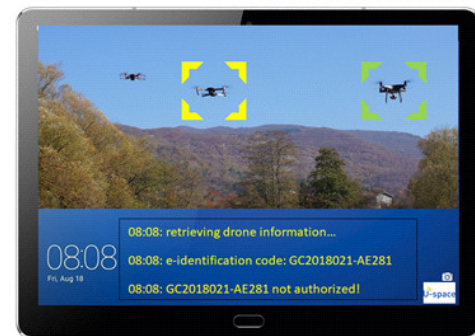 08:08: retrieving drone information...
08:08: e-identification code: GC2018021-AE281
08:08: GC2018021-AE281 not authorized!
08:08
Fri, Aug 18
U-space